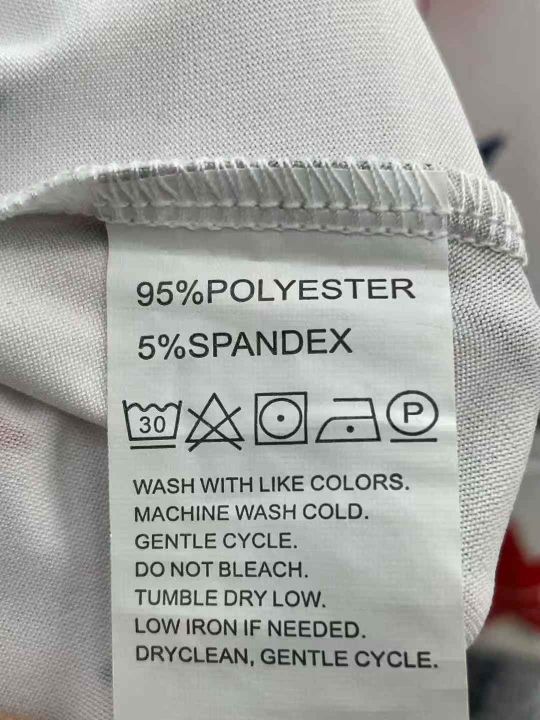 95%POLYESTER
5%SPANDEX
30 P
WASH WITH LIKE COLORS.
MACHINE WASH COLD.
GENTLE CYCLE.
DO NOT BLEACH.
TUMBLE DRY LOW.
LOW IRON IF NEEDED.
DRYCLEAN, GENTLE CYCLE.